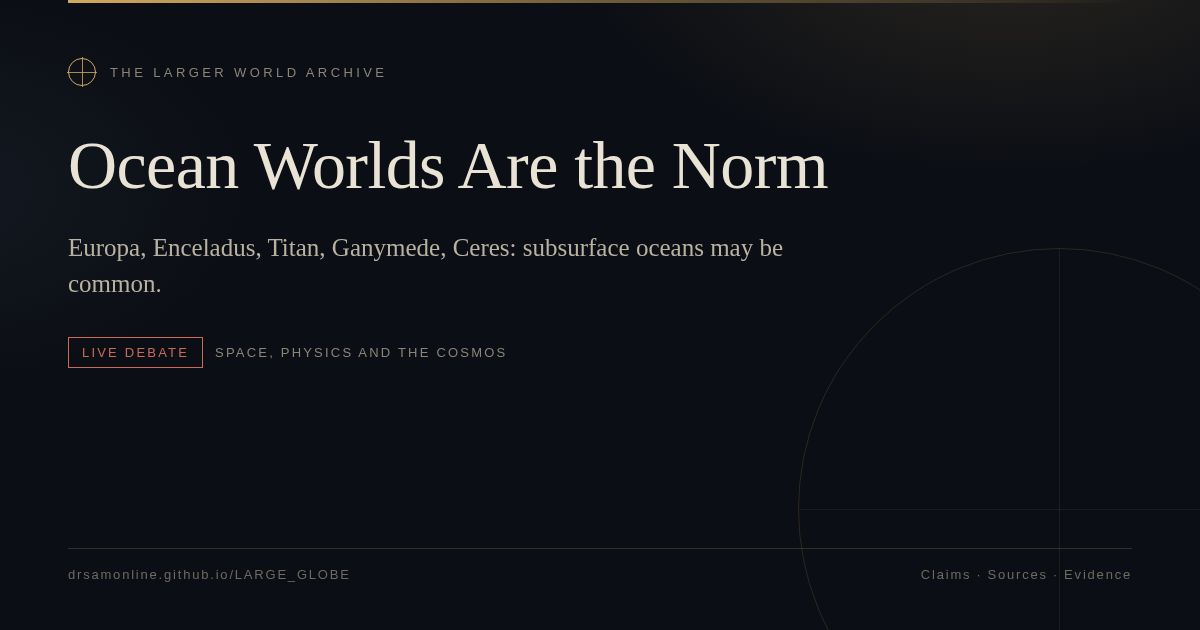 THE LARGER WORLD ARCHIVE
Ocean Worlds Are the Norm
Europa, Enceladus, Titan, Ganymede, Ceres: subsurface oceans may be
common.
LIVE DEBATE SPACE, PHYSICS AND THE COSMOS
drsamonline.github.io/LARGE_GLOBE Claims · Sources · Evidence